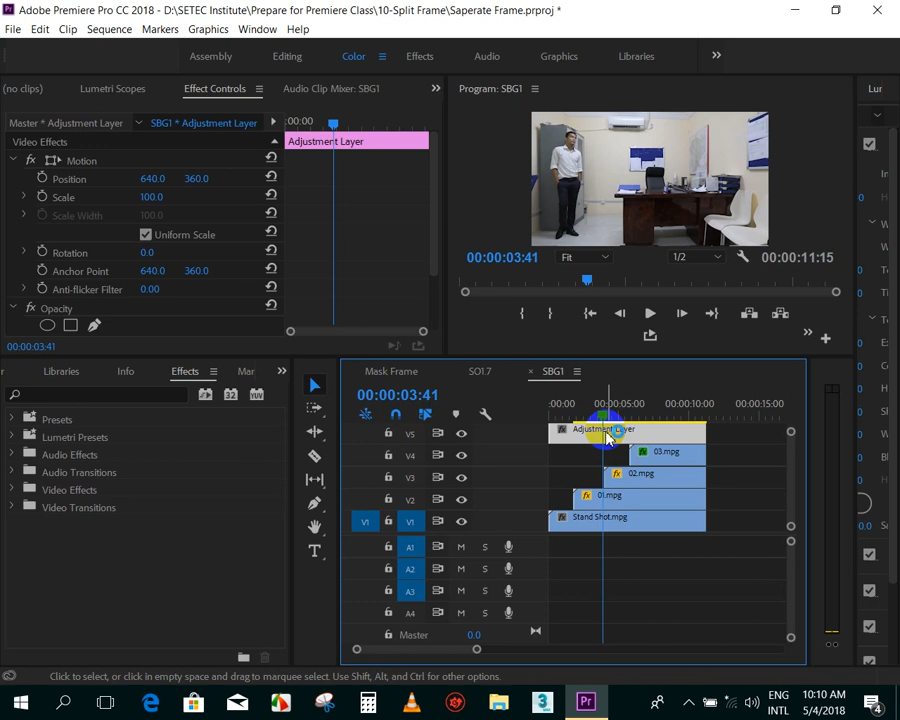 Adobe Premiere Pro CC 2018 - D:\SETEC Institute\Prepare for Premiere Class\10-Split Frame\Saperate Frame.prproj *
File Edit Clip Sequence Markers Graphics Window Help
Assembly Editing Color Effects Audio Graphics Libraries
(no clips) Lumetri Scopes Effect Controls Audio Clip Mixer: SBG1
Program: SBG1
Lur
Master * Adjustment Layer SBG1 * Adjustment Layer
:00:00
Video Effects
Adjustment Layer
fx Motion
Position 640.0 360.0
Scale 100.0
Scale Width 100.0
Uniform Scale
Rotation 0.0
Anchor Point 640.0 360.0
Anti-flicker Filter 0.00
fx Opacity
00:00:03:41
00:00:03:41 Fit 1/2 00:00:11:15
Libraries Info Effects Mar
32 YUV
Presets
Lumetri Presets
Audio Effects
Audio Transitions
Video Effects
Video Transitions
Mask Frame SO1.7 SBG1
00:00:03:41
:00:00 00:00:05:00 00:00:10:00 00:00:15:00
V5 fx Adjustment Layer
V4 fx 03.mpg
V3 fx 02.mpg
V2 fx 01.mpg
V1 V1 fx Stand Shot.mpg
A1 M S
A2 M S
A3 M S
A4 M S
Master 0.0
Click to select, or click in empty space and drag to marquee select. Use Shift, Alt, and Ctrl for other options.
ENG
INTL
10:10 AM
5/4/2018
4